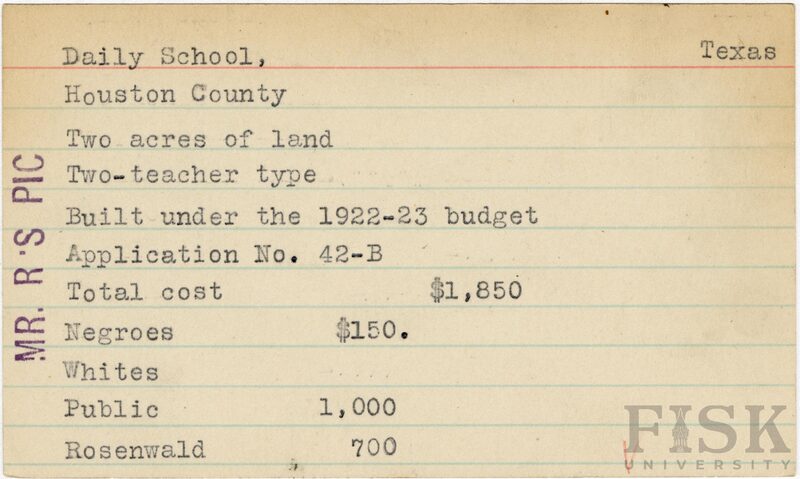 Daily School, Texas
Houston County
Two acres of land
Two-teacher type
Built under the 1922-23 budget
Application No. 42-B
Total cost $1,850
Negroes $150.
Whites
Public 1,000
Rosenwald 700
MR. R'S PIC
FISK
UNIVERSITY